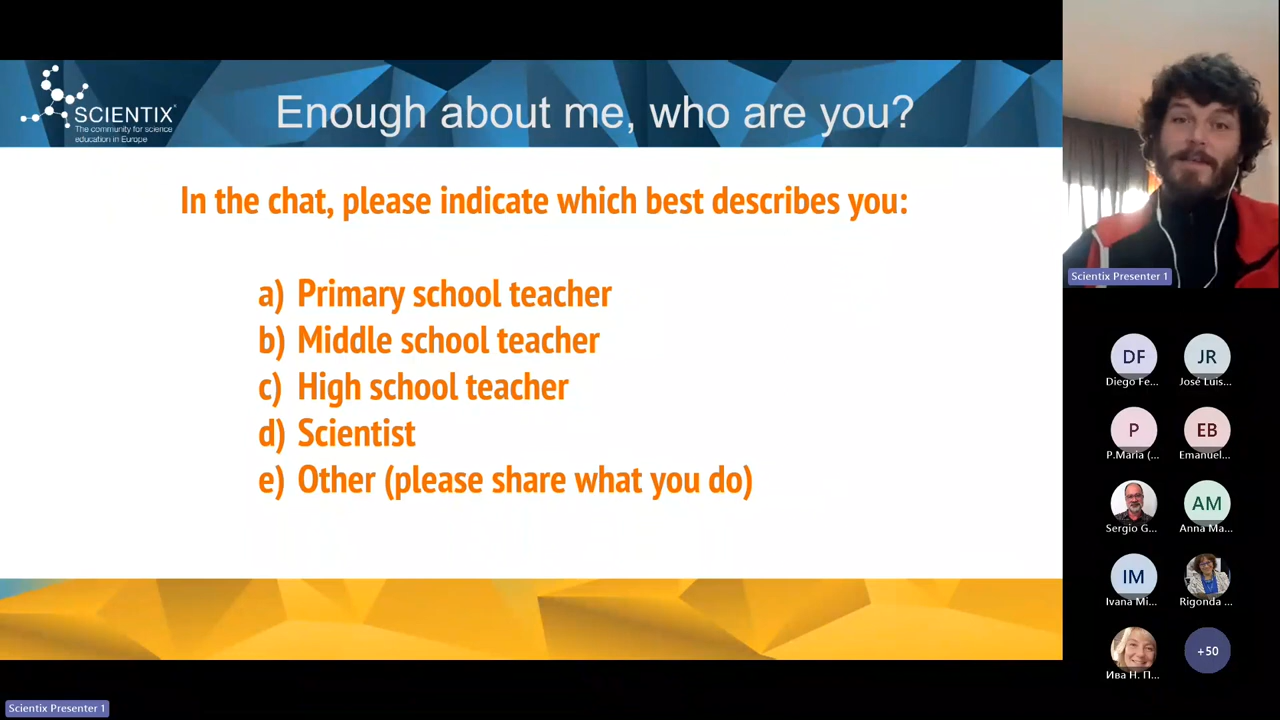 SCIENTIX
The community for science
education in Europe
Enough about me, who are you?
In the chat, please indicate which best describes you:
a) Primary school teacher
b) Middle school teacher
c) High school teacher
d) Scientist
e) Other (please share what you do)
Scientix Presenter 1
DF
Diego Fe...
JR
José Luis...
P
P.Maria (...
EB
Emanuel...
Sergio G...
AM
Anna Ma...
IM
Ivana Mi...
Rigonda ...
Ива Н. П...
+50
Scientix Presenter 1